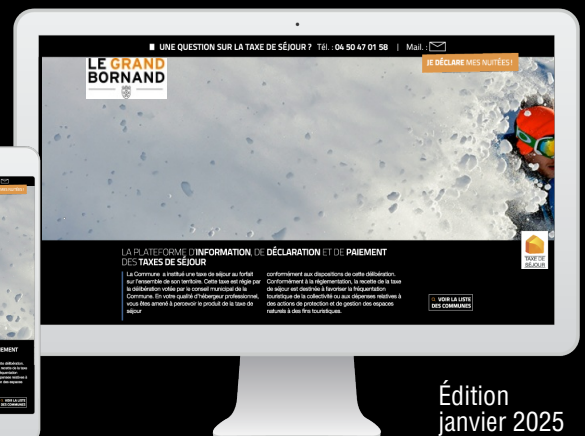 UNE QUESTION SUR LA TAXE DE SÉJOUR ? Tél. : 04 50 47 01 58 | Mail. :
JE DÉCLARE MES NUITÉES !
LE GRAND
BORNAND
LA PLATEFORME D'INFORMATION, DE DÉCLARATION ET DE PAIEMENT
DES TAXES DE SÉJOUR
La Commune a institué une taxe de séjour au forfait
sur l'ensemble de son territoire. Cette taxe est régie par
la délibération votée par le conseil municipal de la
Commune. En votre qualité d'hébergeur professionnel,
vous êtes amené à percevoir le produit de la taxe de
séjour
conformément aux dispositions de cette délibération.
Conformément à la réglementation, la recette de la taxe
de séjour est destinée à favoriser la fréquentation
touristique de la collectivité ou aux dépenses relatives à
des actions de protection et de gestion des espaces
naturels à des fins touristiques.
TAXE DE
SÉJOUR
VOIR LA LISTE
DES COMMUNES
EMENT
VOIR LA LISTE
DES COMMUNES
Édition
janvier 2025